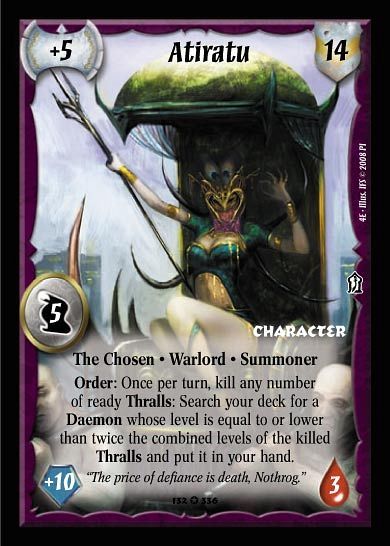 +5
Atiratu
14
4E · Illus. IFS © 2008 PI
5
CHARACTER
The Chosen • Warlord • Summoner
Order: Once per turn, kill any number
of ready Thralls: Search your deck for a
Daemon whose level is equal to or lower
than twice the combined levels of the killed
Thralls and put it in your hand.
+10
“The price of defiance is death, Nothrog.”
3
132 336